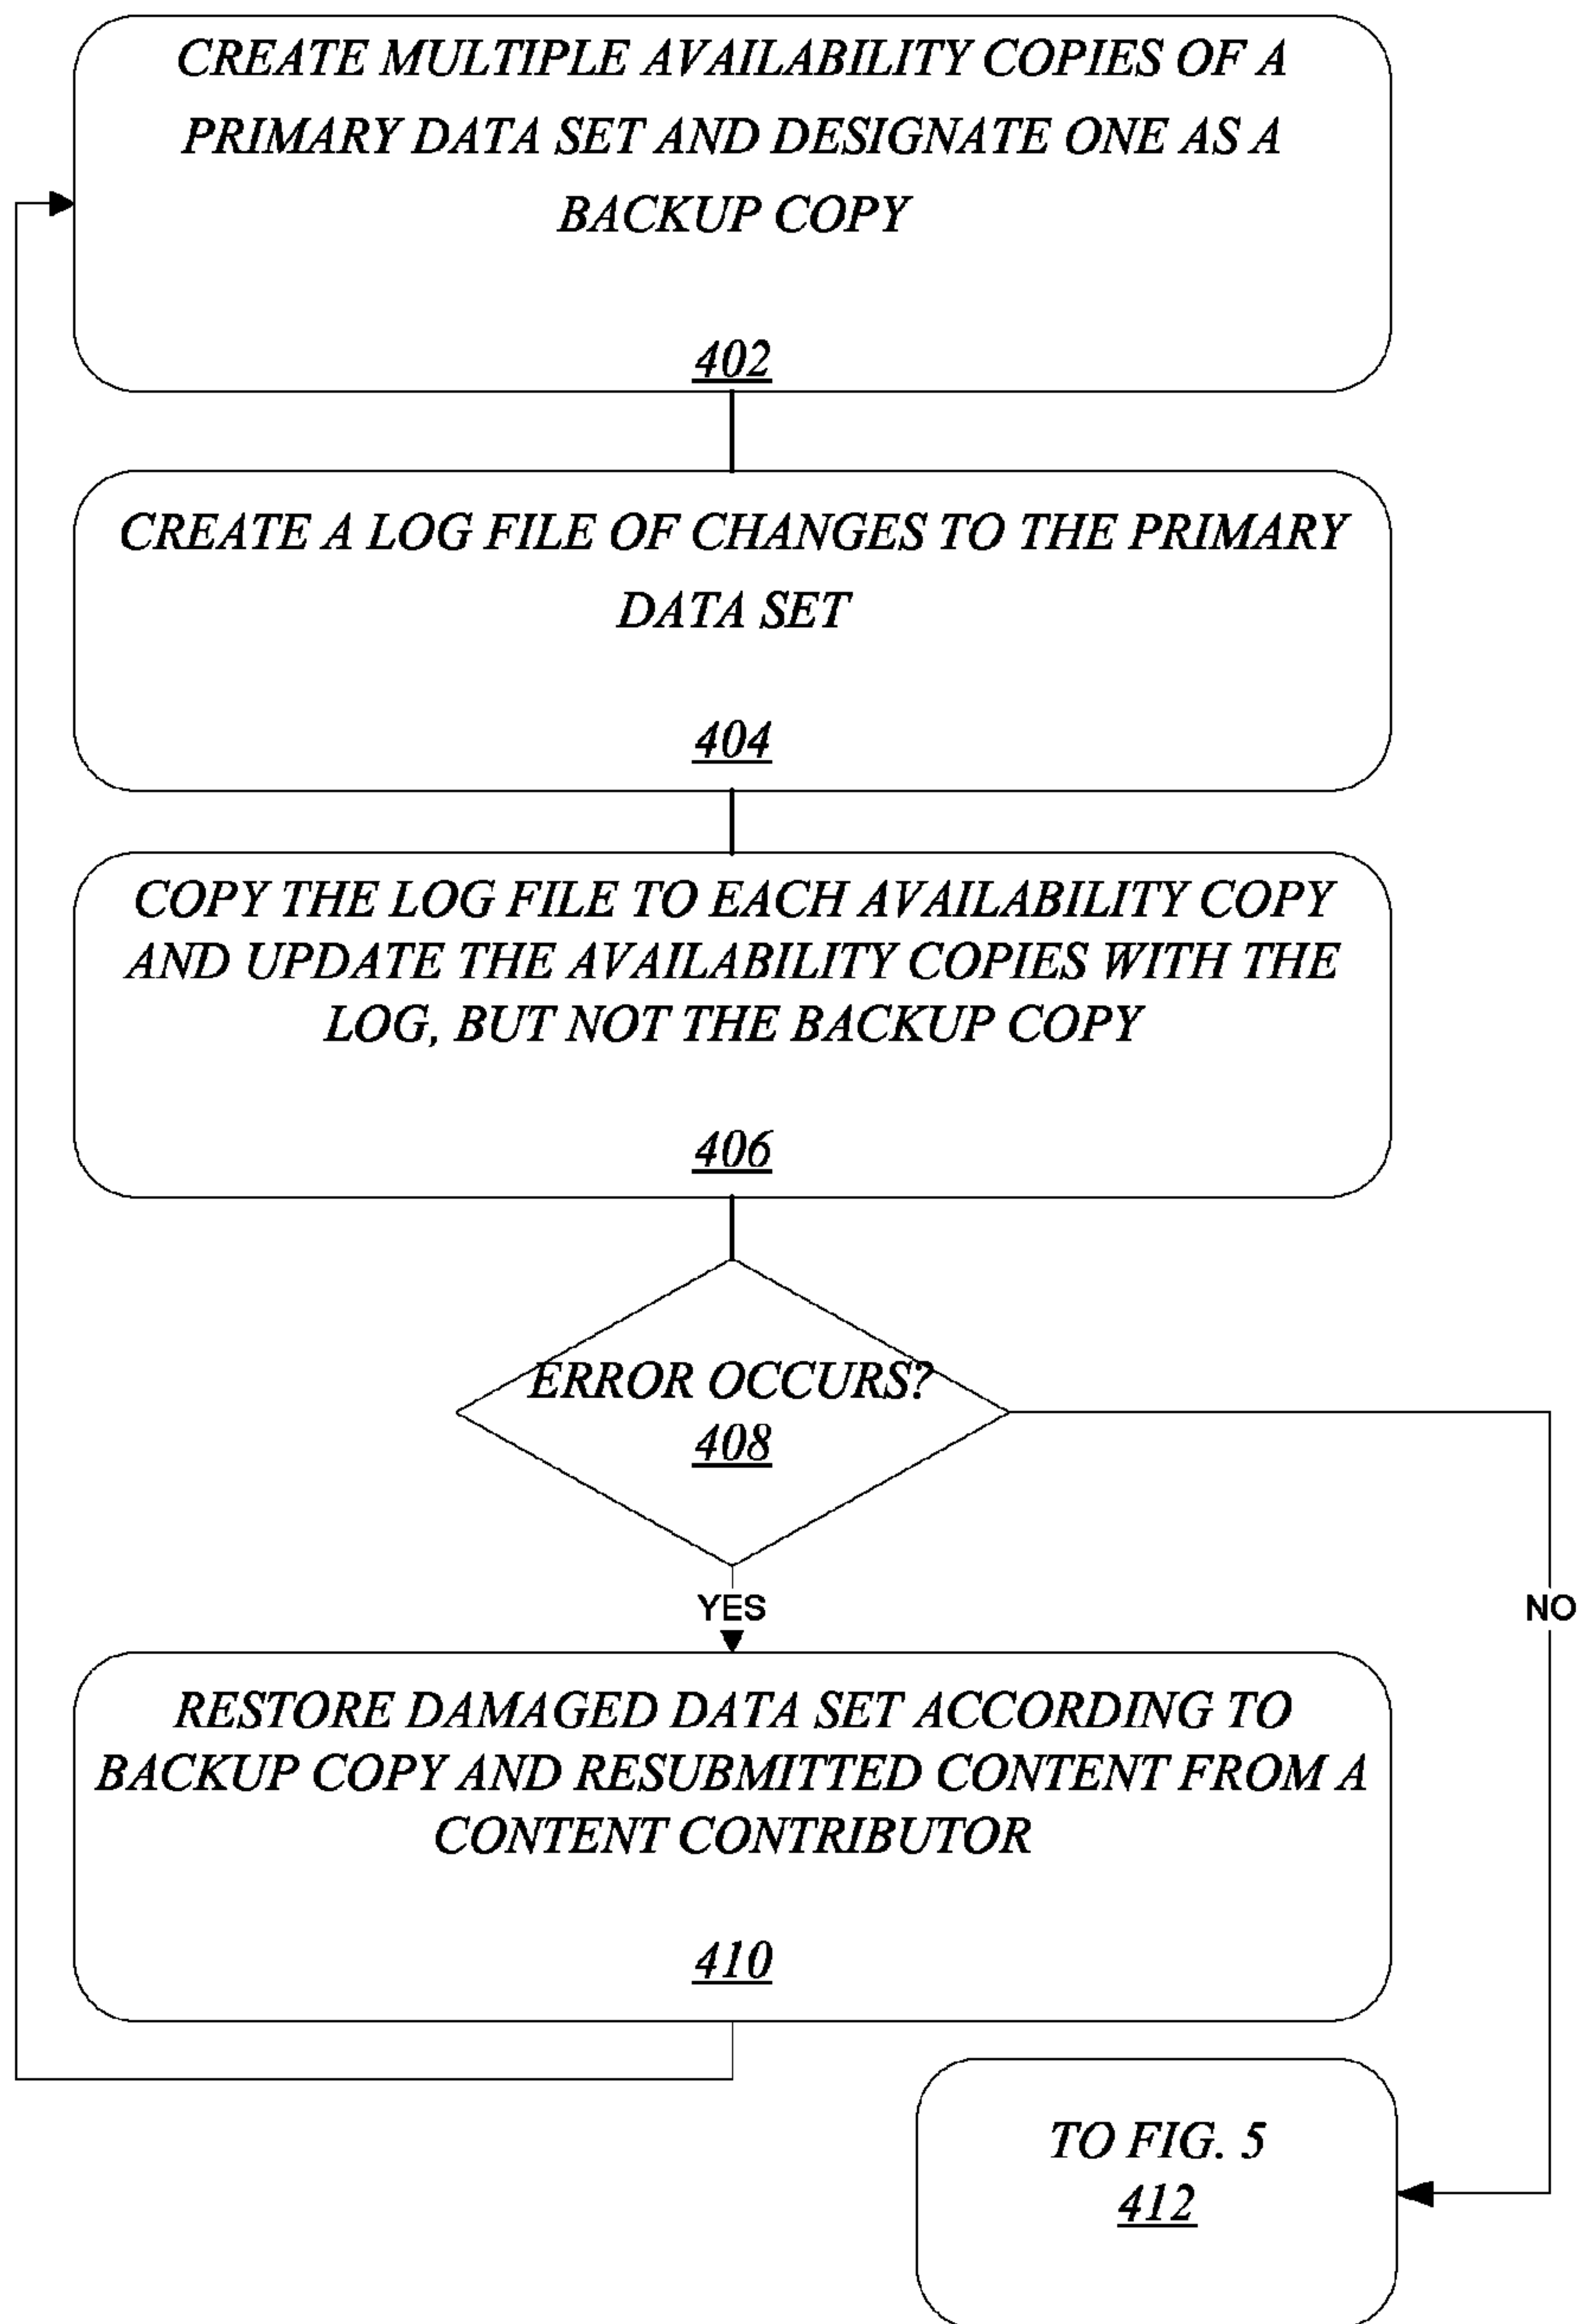 CREATE MULTIPLE AVAILABILITY COPIES OF A
PRIMARY DATA SET AND DESIGNATE ONE AS A
BACKUP COPY
402
CREATE A LOG FILE OF CHANGES TO THE PRIMARY
DATA SET
404
COPY THE LOG FILE TO EACH AVAILABILITY COPY
AND UPDATE THE AVAILABILITY COPIES WITH THE
LOG, BUT NOT THE BACKUP COPY
406
ERROR OCCURS?
408
YES
NO
RESTORE DAMAGED DATA SET ACCORDING TO
BACKUP COPY AND RESUBMITTED CONTENT FROM A
CONTENT CONTRIBUTOR
410
TO FIG. 5
412